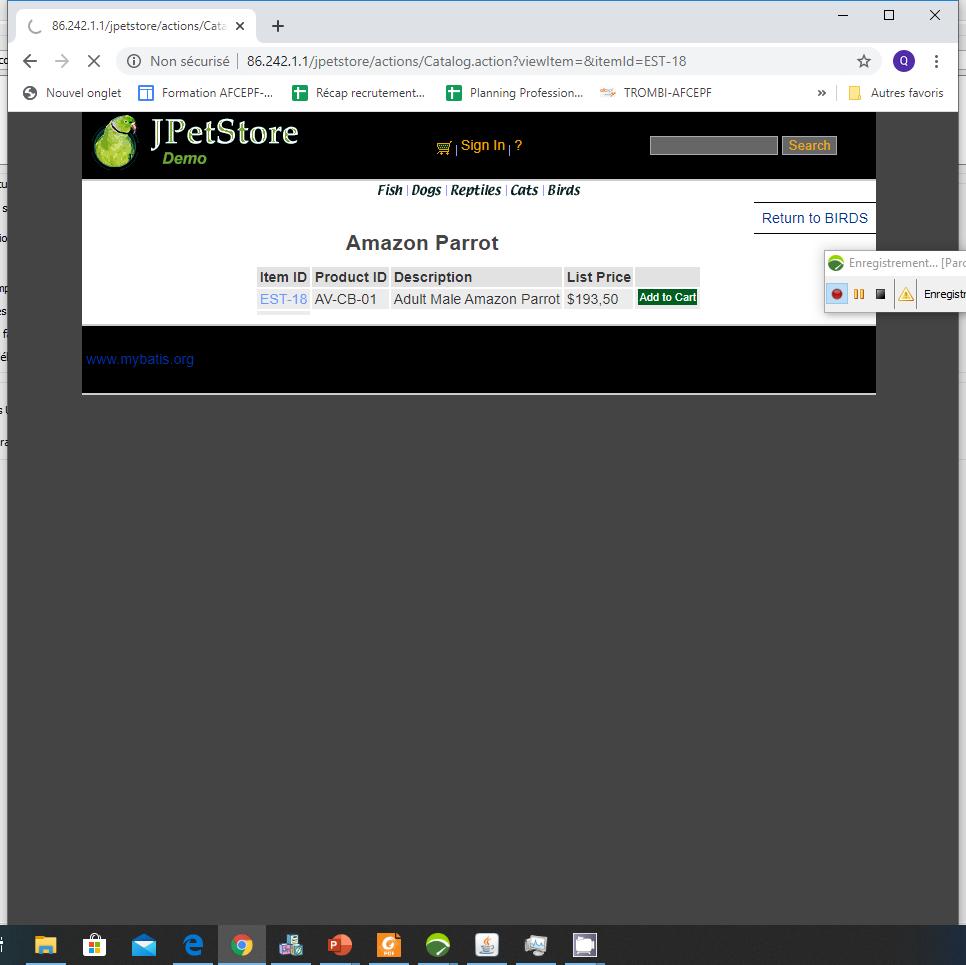 86.242.1.1/jpetstore/actions/Cata
Non sécurisé
86.242.1.1/jpetstore/actions/Catalog.action?viewItem=&itemId=EST-18
Q
Nouvel onglet
Formation AFCEPF-...
Récap recrutement...
Planning Profession...
TROMBI-AFCEPF
»
Autres favoris
JPetStore
Demo
| Sign In | ?
Search
Fish | Dogs | Reptiles | Cats | Birds
Return to BIRDS
Amazon Parrot
Item ID Product ID Description List Price
EST-18 AV-CB-01 Adult Male Amazon Parrot $193,50 Add to Cart
Enregistrement... [Parc
Enregistr
www.mybatis.org